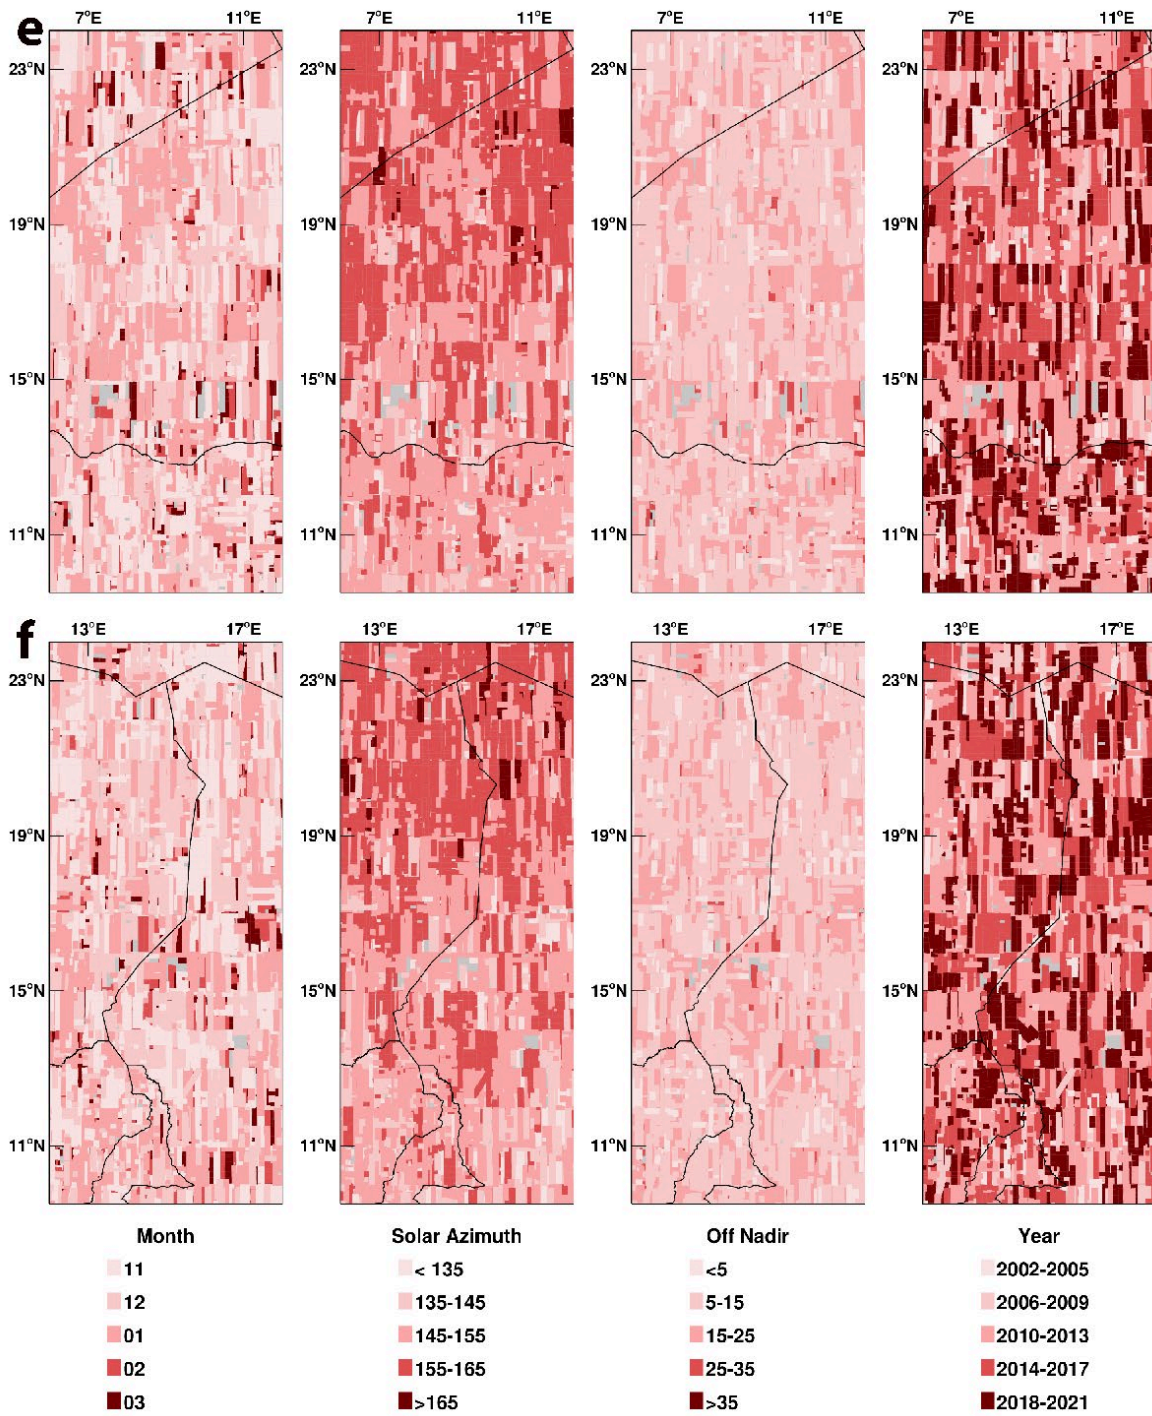 e
7°E 11°E 7°E 11°E 7°E 11°E 7°E 11°E
23°N 23°N 23°N 23°N
19°N 19°N 19°N 19°N
15°N 15°N 15°N 15°N
11°N 11°N 11°N 11°N
f
13°E 17°E 13°E 17°E 13°E 17°E 13°E 17°E
23°N 23°N 23°N 23°N
19°N 19°N 19°N 19°N
15°N 15°N 15°N 15°N
11°N 11°N 11°N 11°N
Month Solar Azimuth Off Nadir Year
11 < 135 <5 2002-2005
12 135-145 5-15 2006-2009
01 145-155 15-25 2010-2013
02 155-165 25-35 2014-2017
03 >165 >35 2018-2021